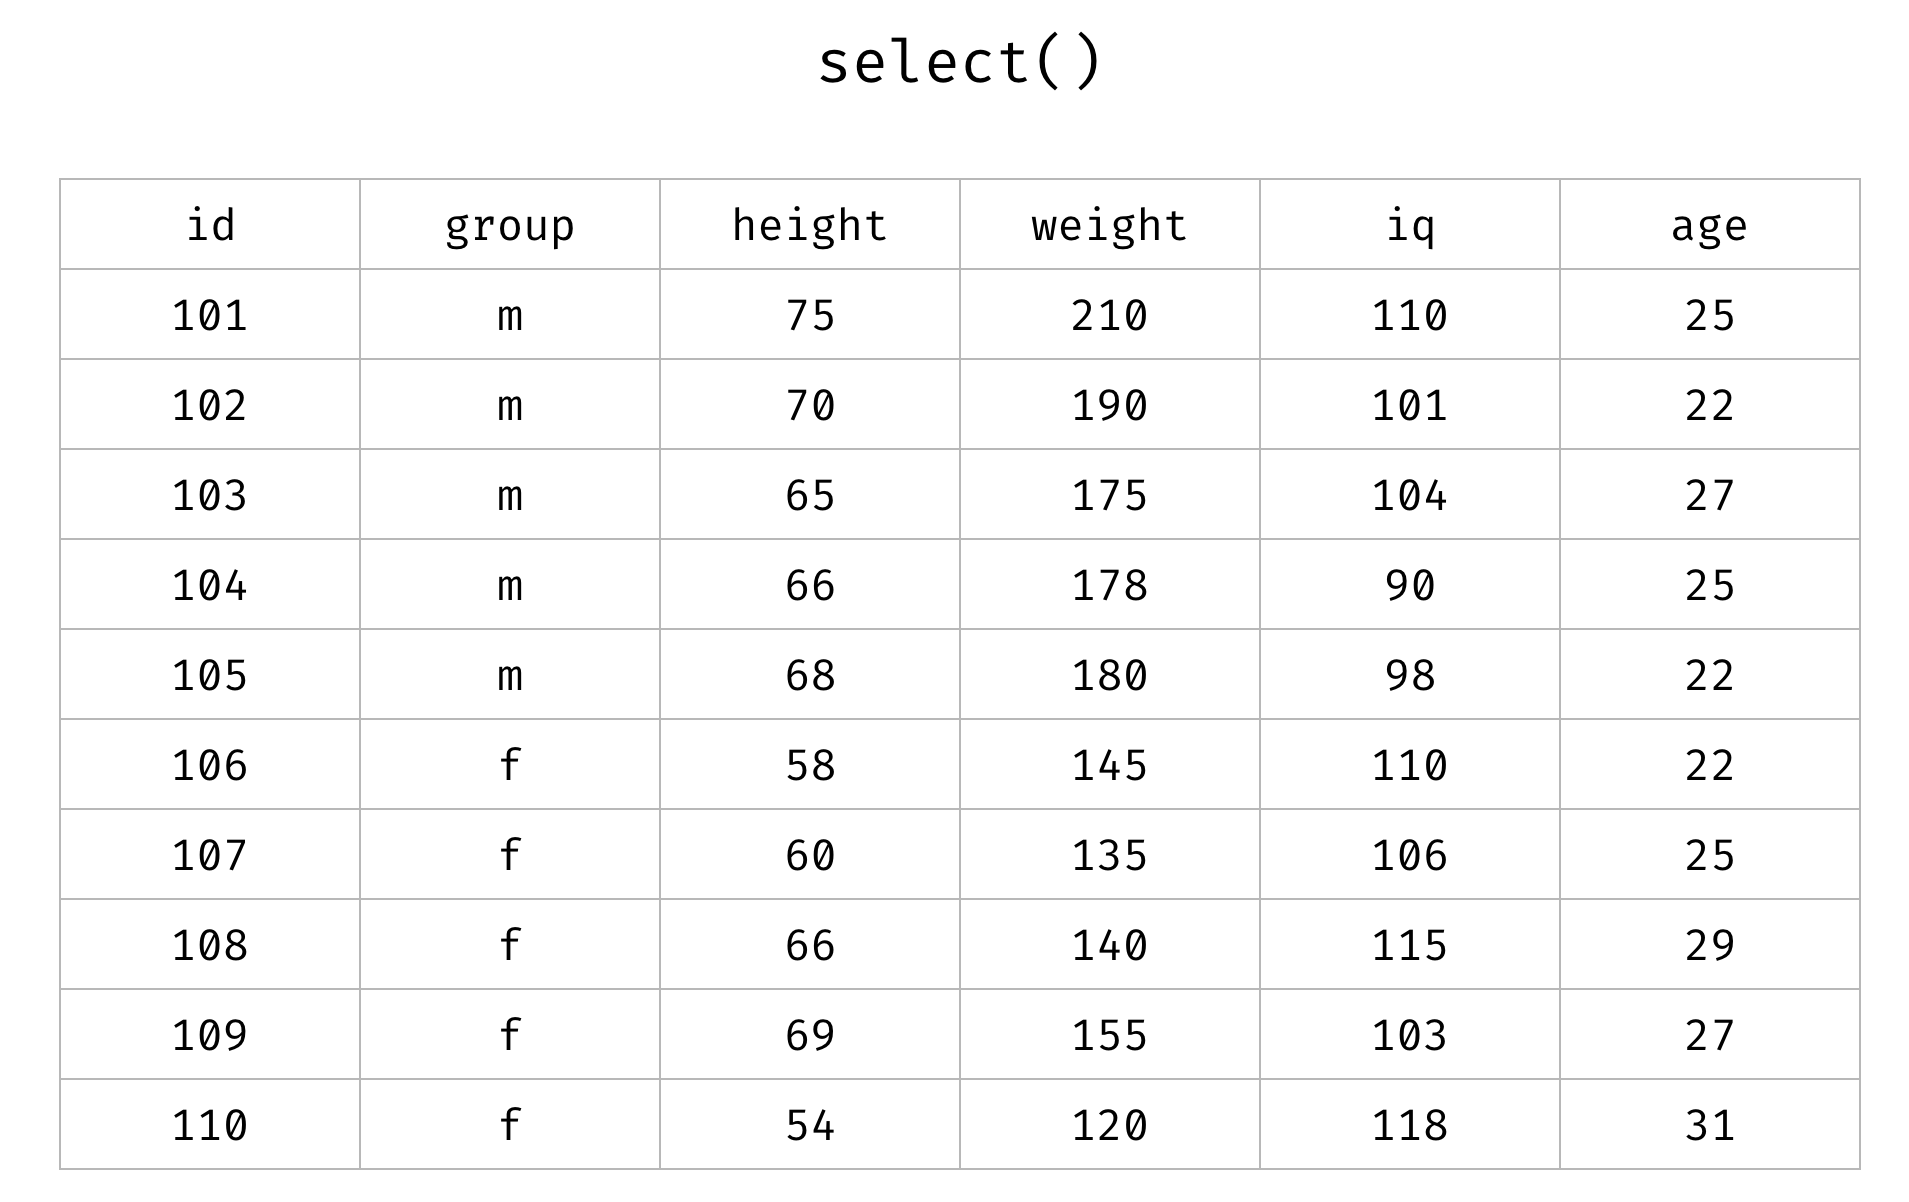 select()
id group height weight iq age
101 m 75 210 110 25
102 m 70 190 101 22
103 m 65 175 104 27
104 m 66 178 90 25
105 m 68 180 98 22
106 f 58 145 110 22
107 f 60 135 106 25
108 f 66 140 115 29
109 f 69 155 103 27
110 f 54 120 118 31